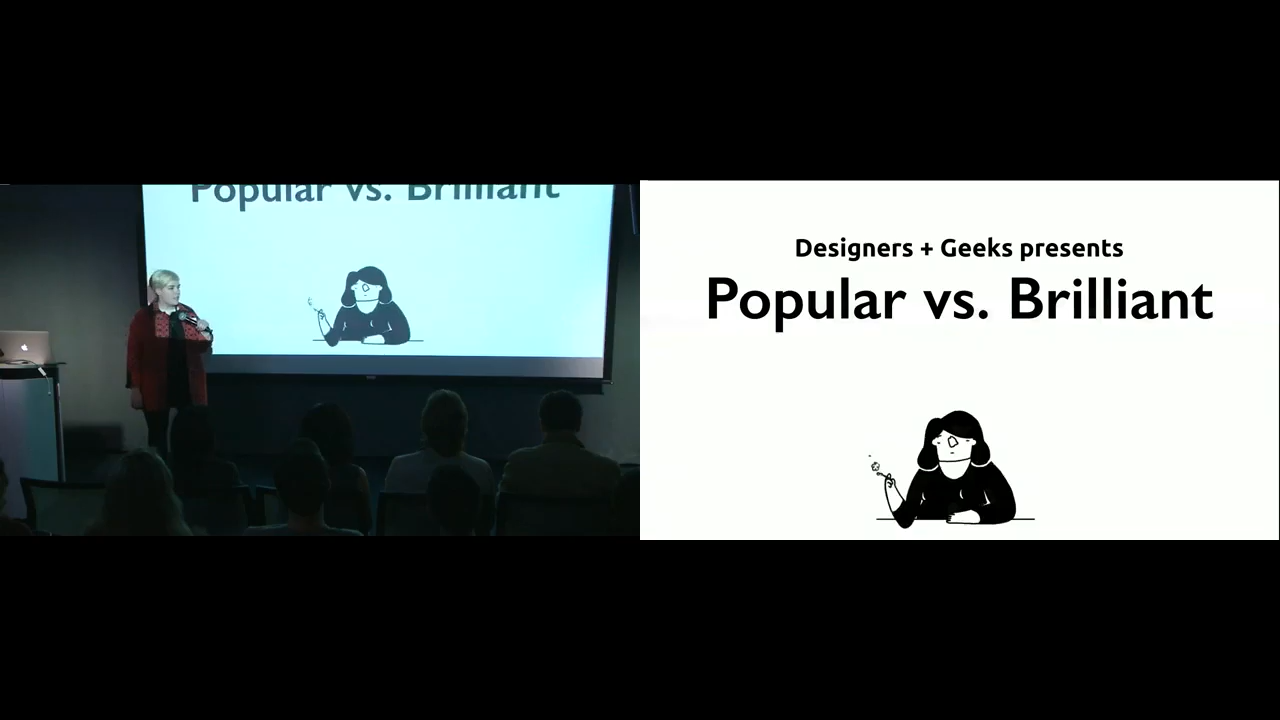 Popular vs. Brilliant
Designers + Geeks presents
Popular vs. Brilliant